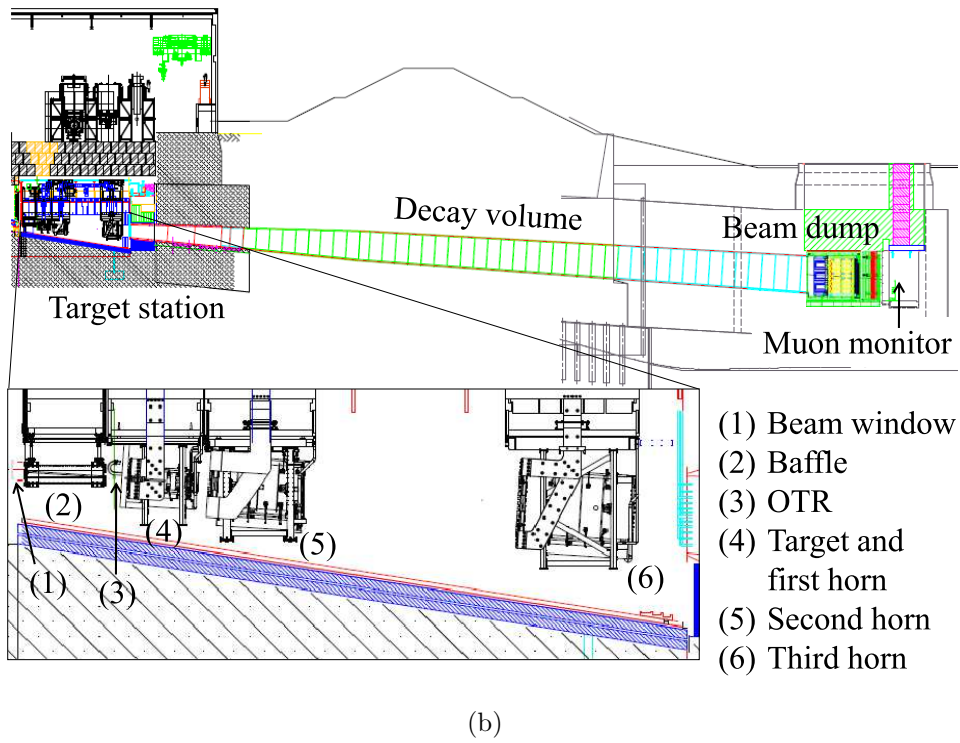 Decay volume
Beam dump
Target station
Muon monitor
(1) Beam window
(2) Baffle
(3) OTR
(4) Target and
first horn
(5) Second horn
(6) Third horn
(2)
(4)
(5)
(6)
(1)
(3)
(b)